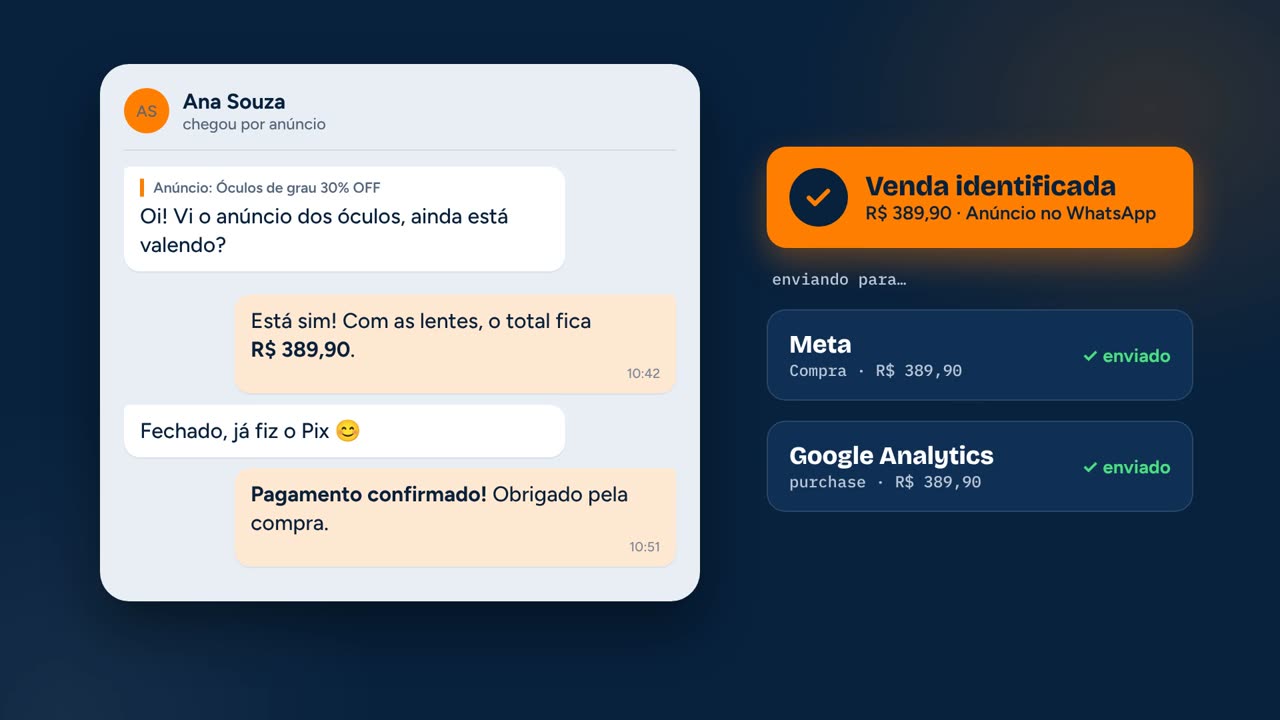 AS
Ana Souza
chegou por anúncio
Anúncio: Óculos de grau 30% OFF
Oi! Vi o anúncio dos óculos, ainda está
valendo?
Está sim! Com as lentes, o total fica
R$ 389,90.
10:42
Fechado, já fiz o Pix 😊
Pagamento confirmado! Obrigado pela
compra.
10:51
Venda identificada
R$ 389,90 · Anúncio no WhatsApp
enviando para…
Meta
Compra · R$ 389,90
✓ enviado
Google Analytics
purchase · R$ 389,90
✓ enviado